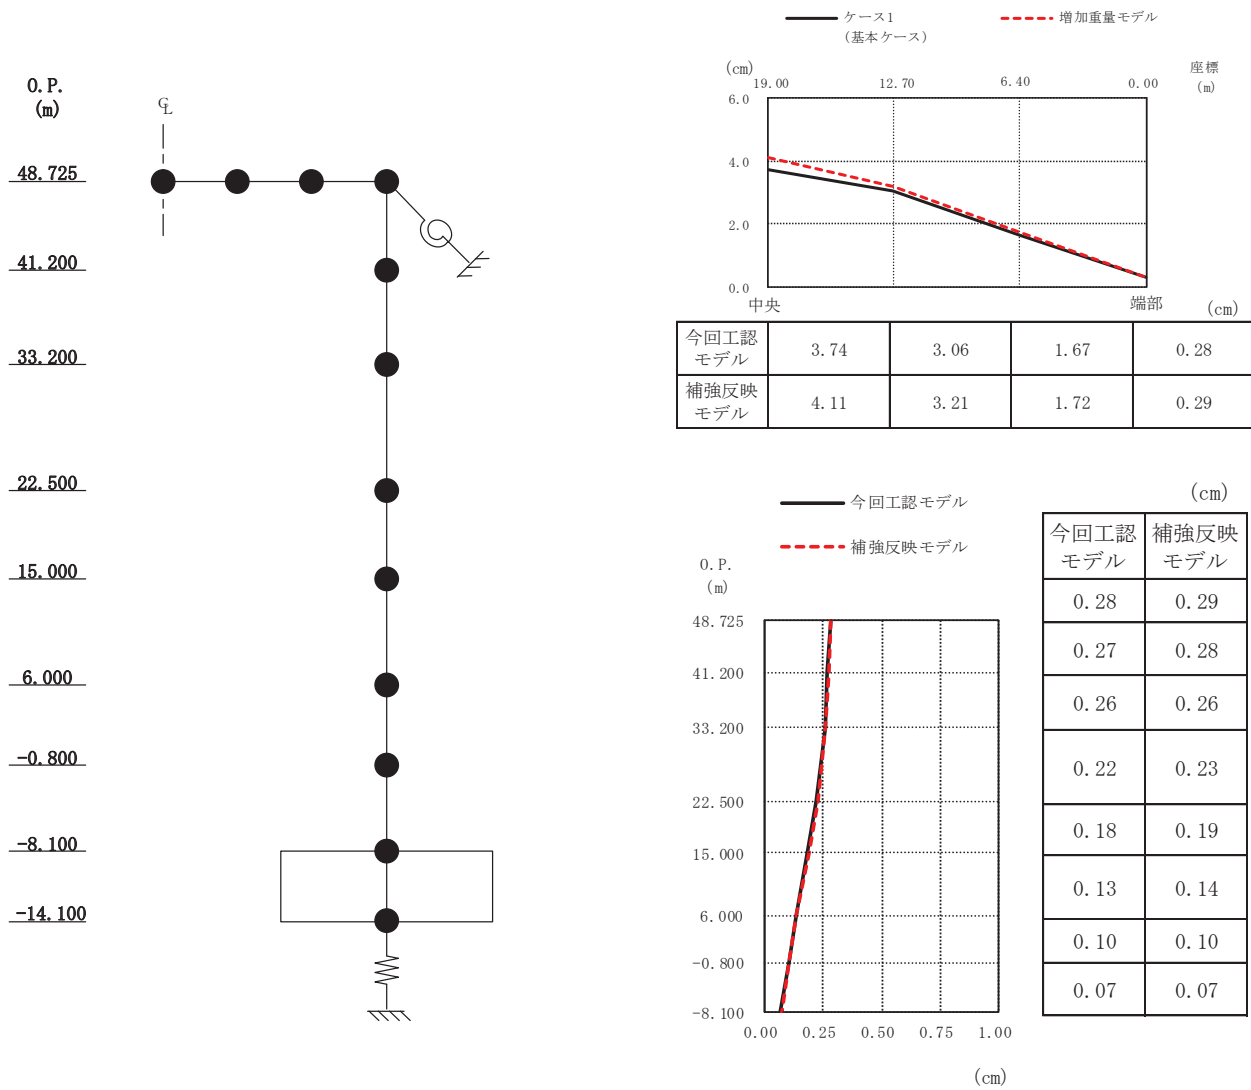 O.P.
(m)
℄
48.725
41.200
33.200
22.500
15.000
6.000
-0.800
-8.100
-14.100
ケース1
(基本ケース)
増加重量モデル
(cm)
19.00 12.70 6.40 0.00
座標
(m)
6.0
4.0
2.0
0.0
中央 端部 (cm)
今回工認
モデル
3.74 3.06 1.67 0.28
補強反映
モデル
4.11 3.21 1.72 0.29
今回工認モデル
補強反映モデル
O.P.
(m)
48.725
41.200
33.200
22.500
15.000
6.000
-0.800
-8.100
0.00 0.25 0.50 0.75 1.00
(cm)
(cm)
今回工認
モデル
補強反映
モデル
0.28 0.29
0.27 0.28
0.26 0.26
0.22 0.23
0.18 0.19
0.13 0.14
0.10 0.10
0.07 0.07